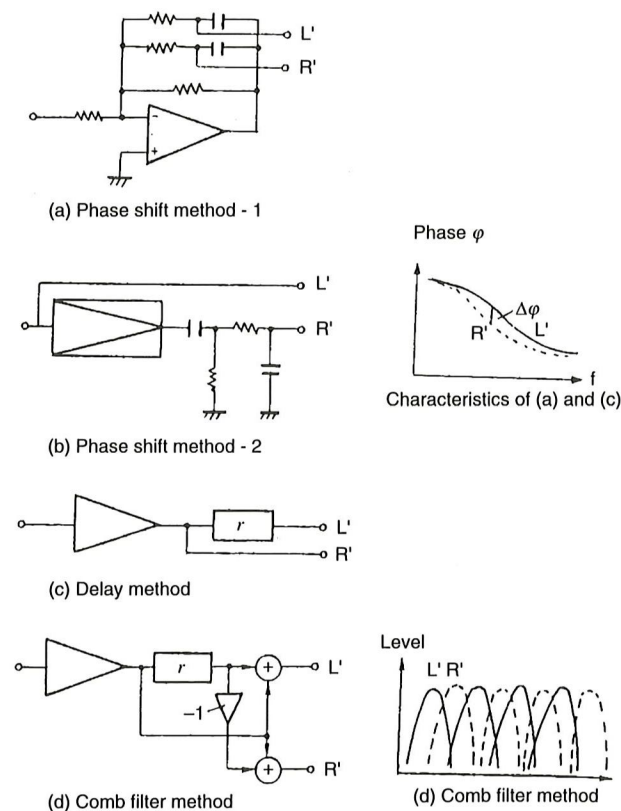 L'
R'
-
+
(a) Phase shift method - 1
Phase φ
L'
R'
Δφ
R' L'
f
Characteristics of (a) and (c)
(b) Phase shift method - 2
r
L'
R'
(c) Delay method
Level
r
+
L'
L' R'
-1
+
R'
(d) Comb filter method
(d) Comb filter method